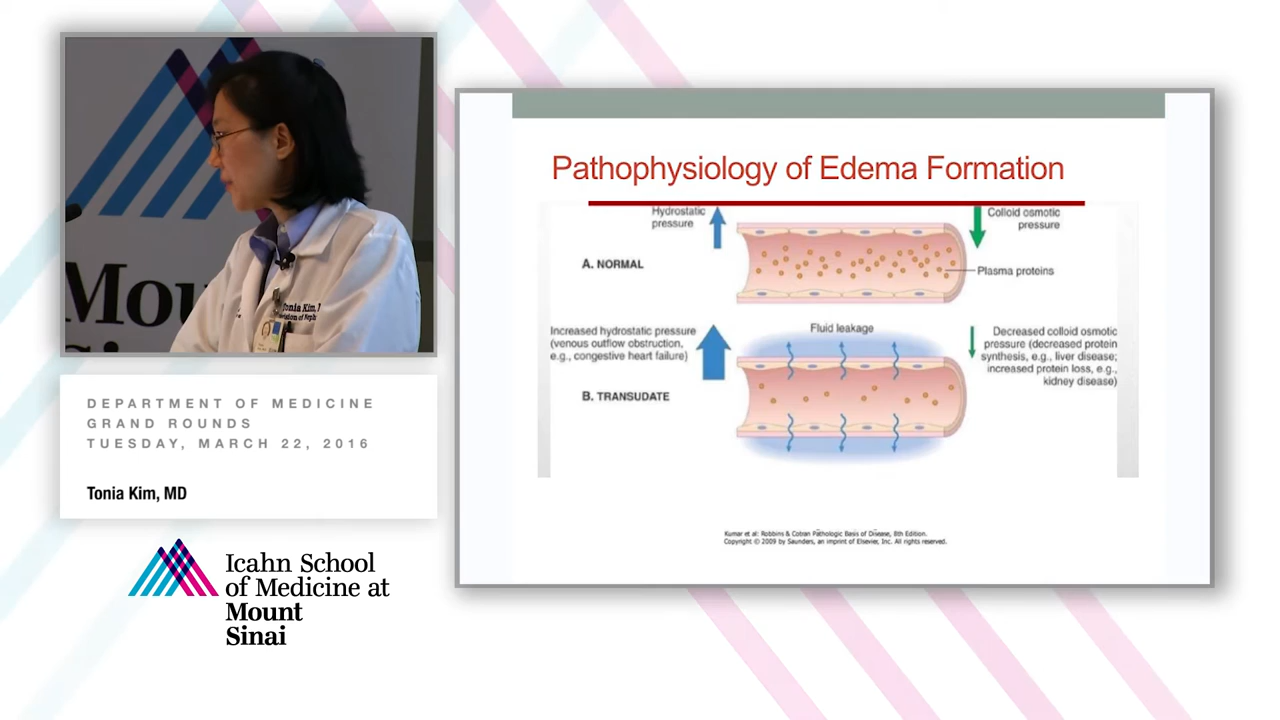 Mou
Tonia Kim,
DEPARTMENT OF MEDICINE
GRAND ROUNDS
TUESDAY, MARCH 22, 2016
Tonia Kim, MD
Icahn School
of Medicine at
Mount
Sinai
Pathophysiology of Edema Formation
Hydrostatic
pressure
Colloid osmotic
pressure
A. NORMAL
Plasma proteins
Increased hydrostatic pressure
(venous outflow obstruction,
e.g., congestive heart failure)
Fluid leakage
Decreased colloid osmotic
pressure (decreased protein
synthesis, e.g., liver disease;
increased protein loss, e.g.,
kidney disease)
B. TRANSUDATE
Kumar et al: Robbins & Cotran Pathologic Basis of Disease, 8th Edition.
Copyright © 2009 by Saunders, an imprint of Elsevier, Inc. All rights reserved.